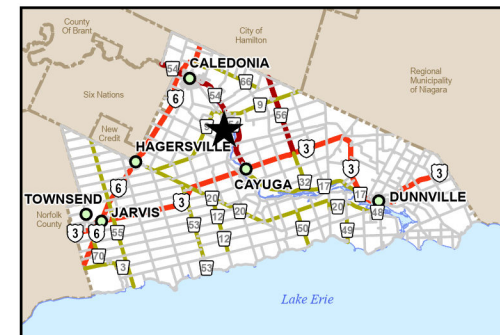 County
Of Brant
City of
Hamilton
CALEDONIA
54
56
54
6
9
56
Regional
Municipality
of Niagara
Six Nations
New
Credit
HAGERSVILLE
3
3
3
6
CAYUGA
32
17
17
DUNNVILLE
48
TOWNSEND
JARVIS
3
20
20
20
Norfolk
County
3
6
55
53
12
12
50
49
70
3
53
Lake Erie